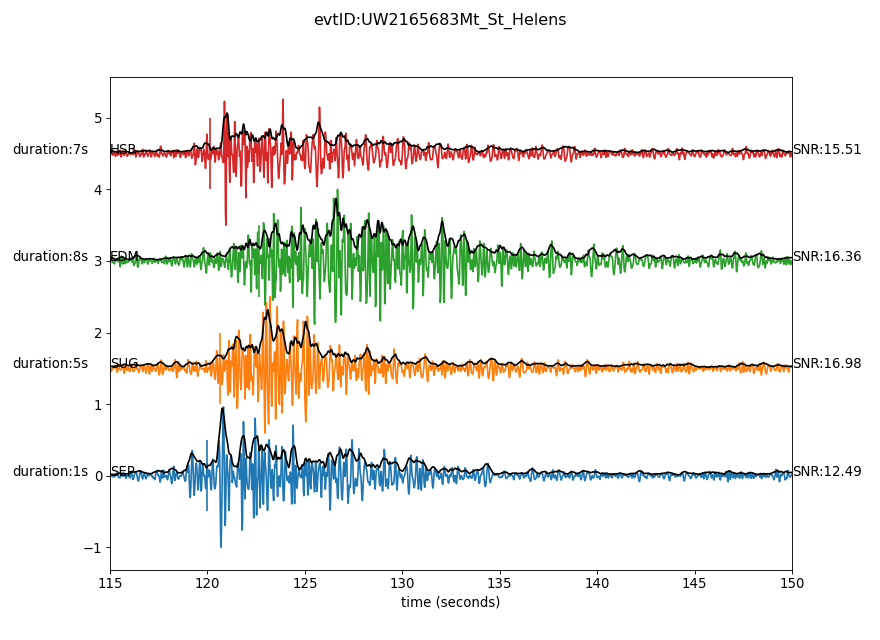 evtID:UW2165683Mt_St_Helens
5
duration:7s HSR SNR:15.51
4
duration:8s EDM SNR:16.36
3
2
duration:5s SUG SNR:16.98
1
duration:1s SEP SNR:12.49
0
−1
115 120 125 130 135 140 145 150
time (seconds)